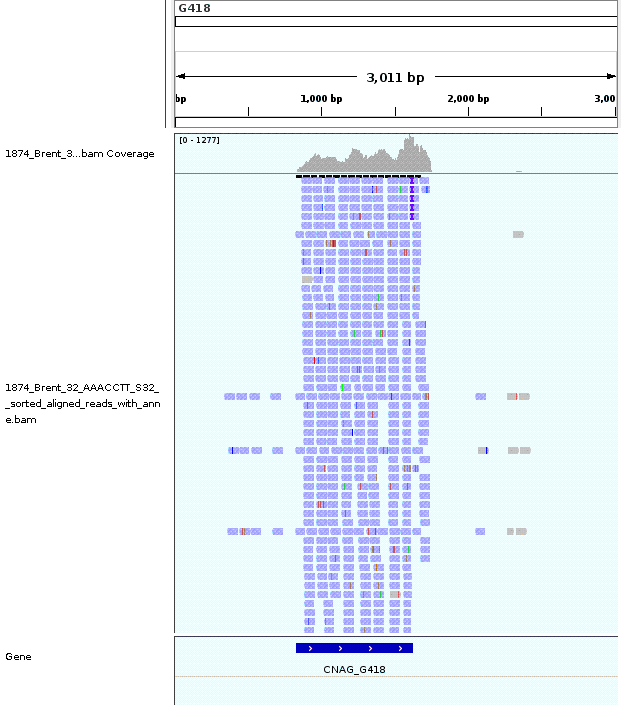 G418
3,011 bp
bp 1,000 bp 2,000 bp 3,00
[0 - 1277]
1874_Brent_3...bam Coverage
1874_Brent_32_AAACCTT_S32_
_sorted_aligned_reads_with_ann
e.bam
Gene
CNAG_G418